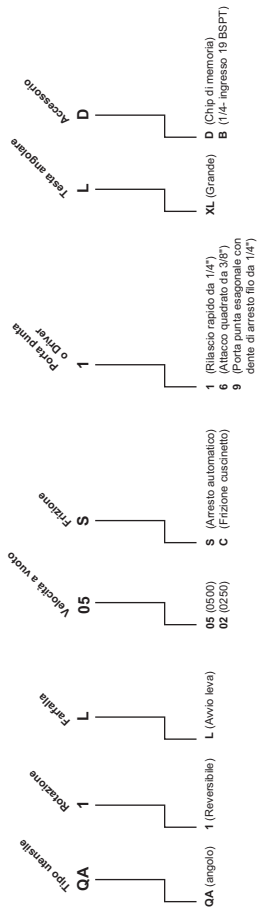 Tipo utensile
Rotazione
Farfalla
Velocità a vuoto
Frizione
Porta punta
o rDriver
Testa angolare
Accessorio
QA
1
L
05
S
1
L
D
QA (angolo)
1 (Reversibile)
L (Avvio leva)
05 (0500)
02 (0250)
S (Arresto automatico)
C (Frizione cuscinetto)
1 (Rilascio rapido da 1/4")
6 (Attacco quadrato da 3/8")
9 (Porta punta esagonale con
dente di arresto filo da 1/4")
XL (Grande)
D (Chip di memoria)
B (1/4- ingresso 19 BSPT)